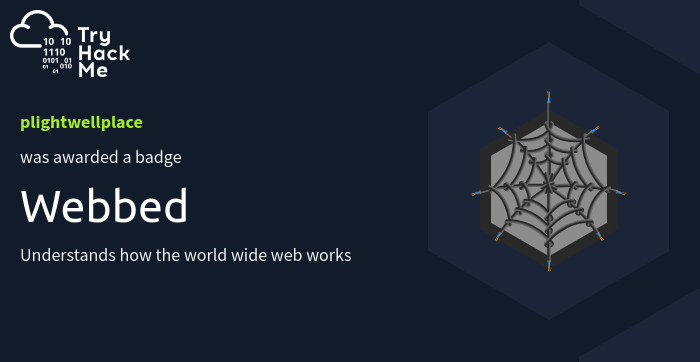 Try
Hack
Me
10 10
1110
0101 01
01 010
01
plightwellplace
was awarded a badge
Webbed
Understands how the world wide web works